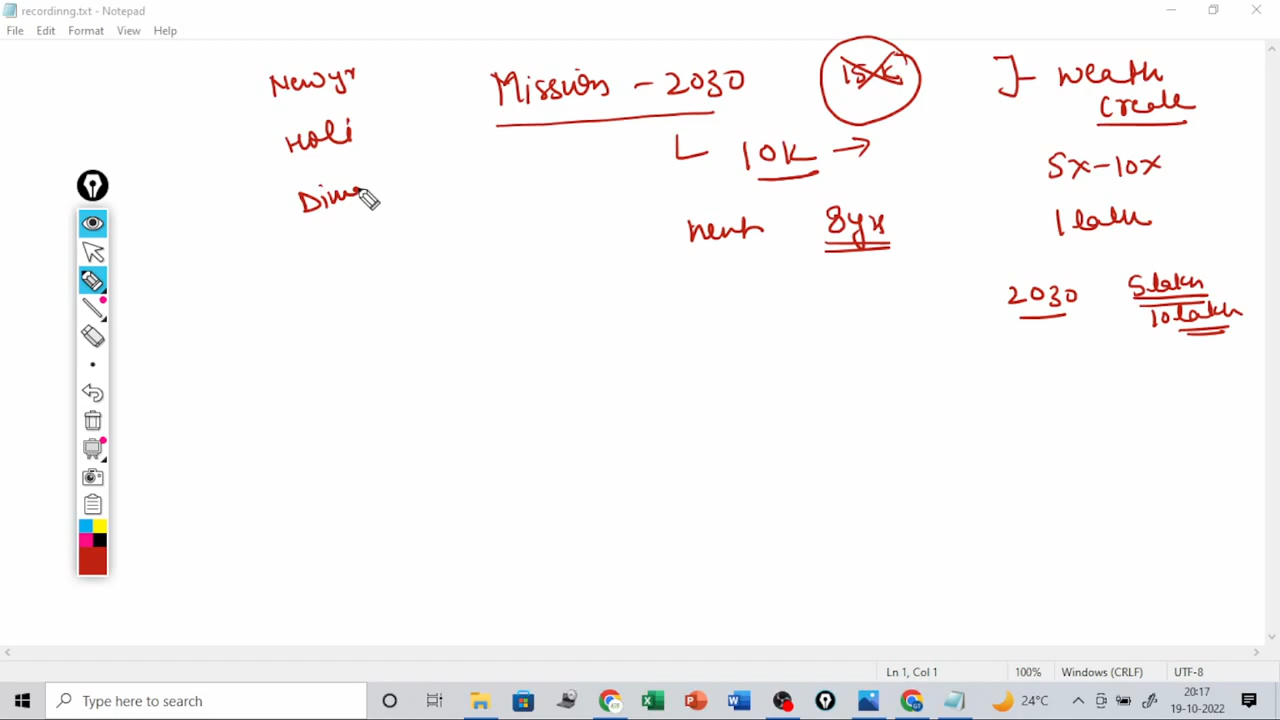 recordinng.txt - Notepad
File Edit Format View Help
New yr
Holi
Mission - 2030
15K
10K
next 8yr
Weath
Create
5x-10x
1 lakh
2030
5 lakh
10 lakh
Ln 1, Col 1 100% Windows (CRLF) UTF-8
Type here to search
24°C
20:17
19-10-2022